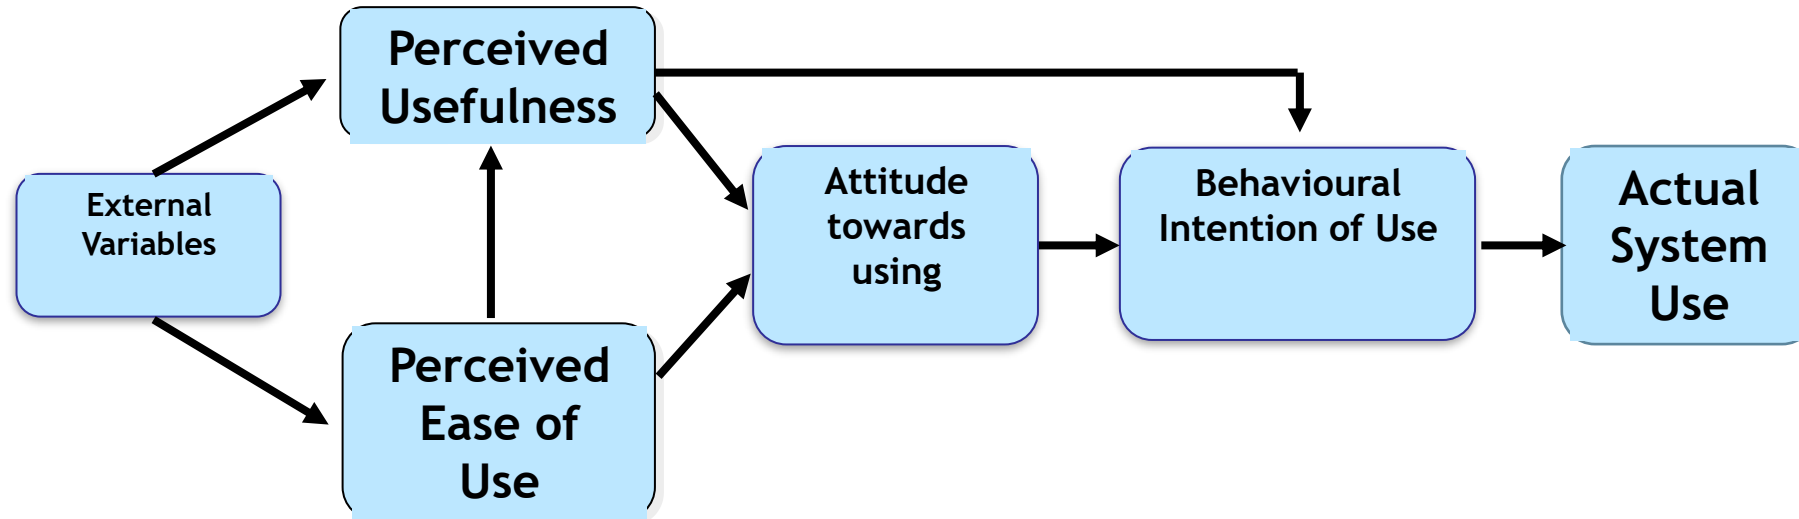 Perceived
Usefulness
External
Variables
Attitude
towards
using
Behavioural
Intention of Use
Actual
System
Use
Perceived
Ease of
Use